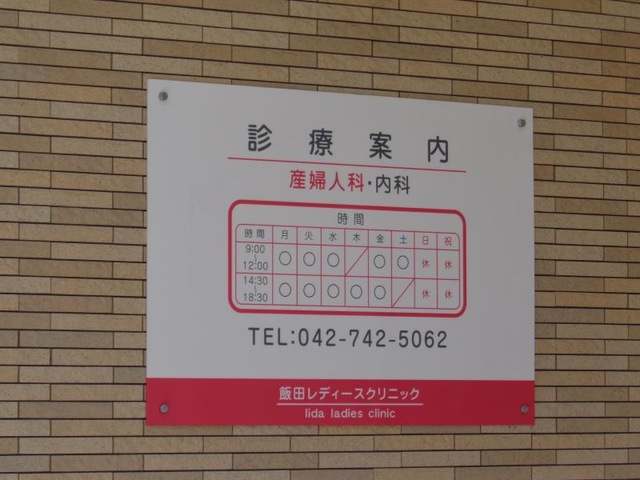 診療案内
産婦人科・内科
時間
時間 月 火 水 木 金 土 日 祝
9:00～12:00 ○ ○ ○ ／ ○ ○ 休 休
14:30～18:30 ○ ○ ○ ○ ○ ／ 休 休
TEL:042-742-5062
飯田レディースクリニック
Iida ladies clinic